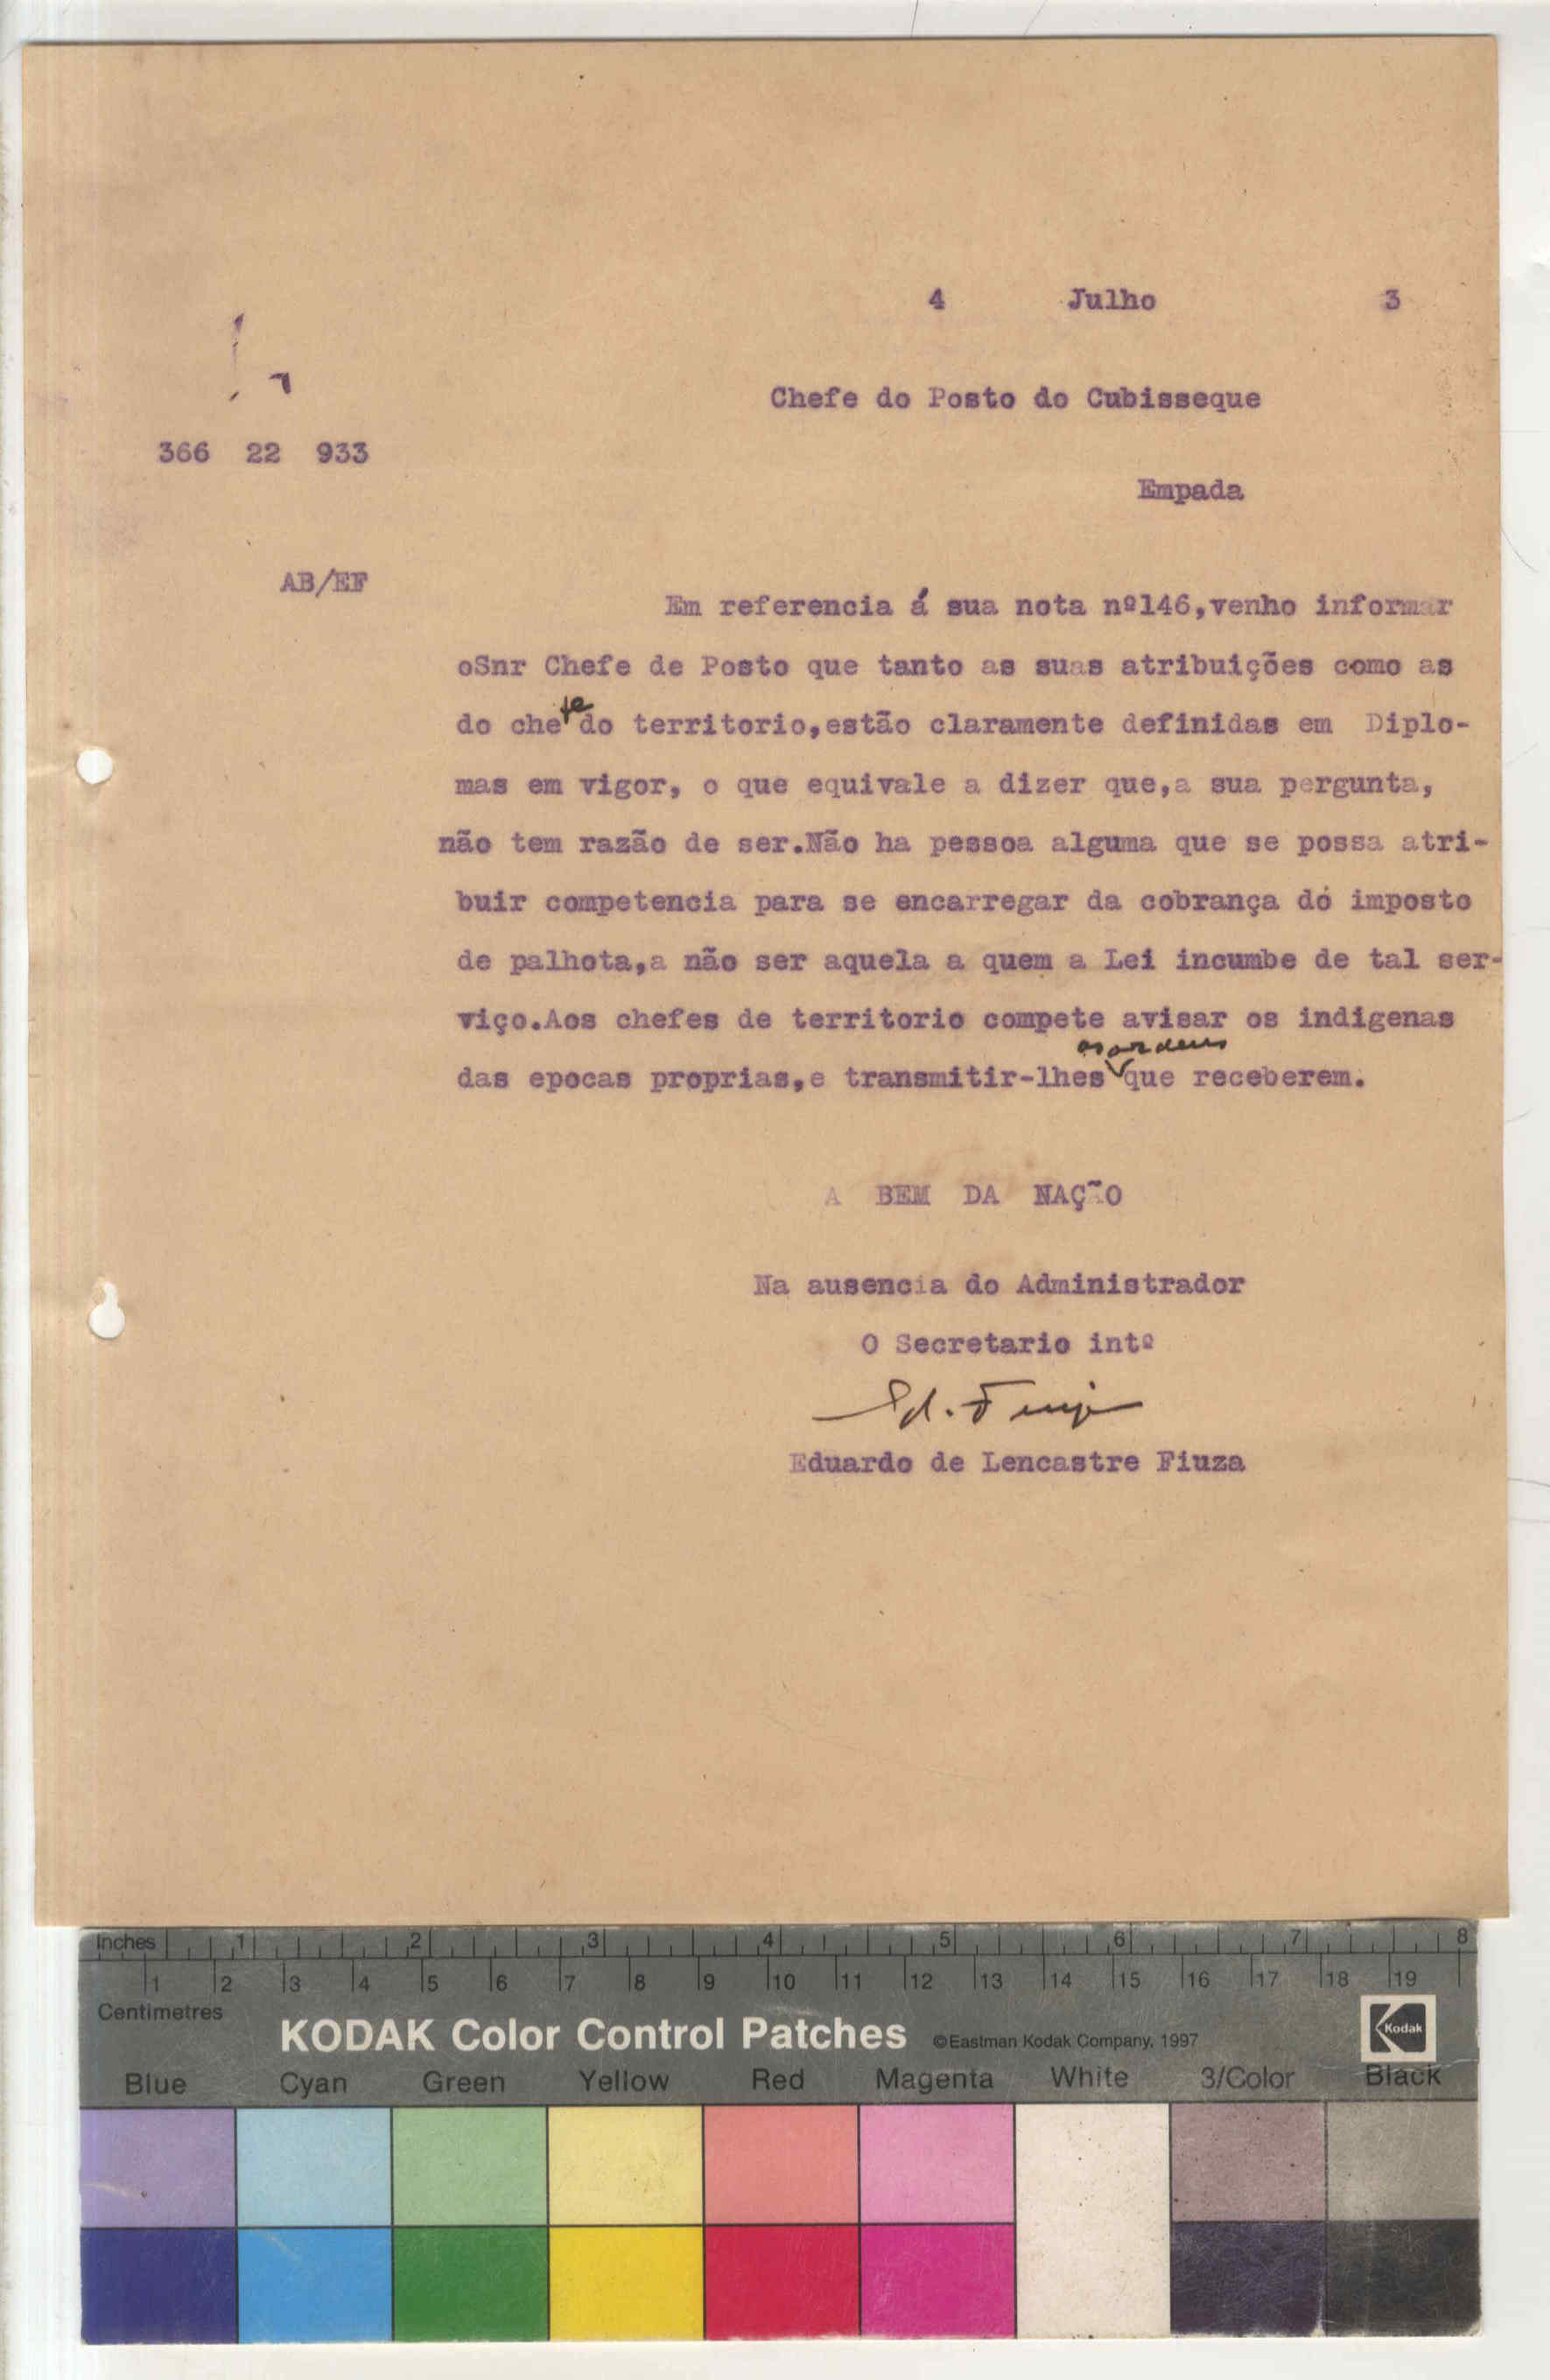 4 Julho 3
Chefe do Posto do Cubisseque
366 22 933
Empada
AB/EF
Em referencia á sua nota nº146,venho informar
oSnr Chefe de Posto que tanto as suas atribuições como as
do chefe do territorio,estão claramente definidas em Diplo-
mas em vigor, o que equivale a dizer que,a sua pergunta,
não tem razão de ser.Não ha pessoa alguma que se possa atri-
buir competencia para se encarregar da cobrança do imposto
de palhota,a não ser aquela a quem a Lei incumbe de tal ser-
viço.Aos chefes de territorio compete avisar os indigenas
das epocas proprias,e transmitir-lhes as ordens que receberem.
A BEM DA NAÇÃO
Na ausencia do Administrador
O Secretario intº
Ed. Fiuza
Eduardo de Lencastre Fiuza
Inches 1 2 3 4 5 6 7 8
1 2 3 4 5 6 7 8 9 10 11 12 13 14 15 16 17 18 19
Centimetres
KODAK Color Control Patches ©Eastman Kodak Company, 1997 Kodak
Blue Cyan Green Yellow Red Magenta White 3/Color Black